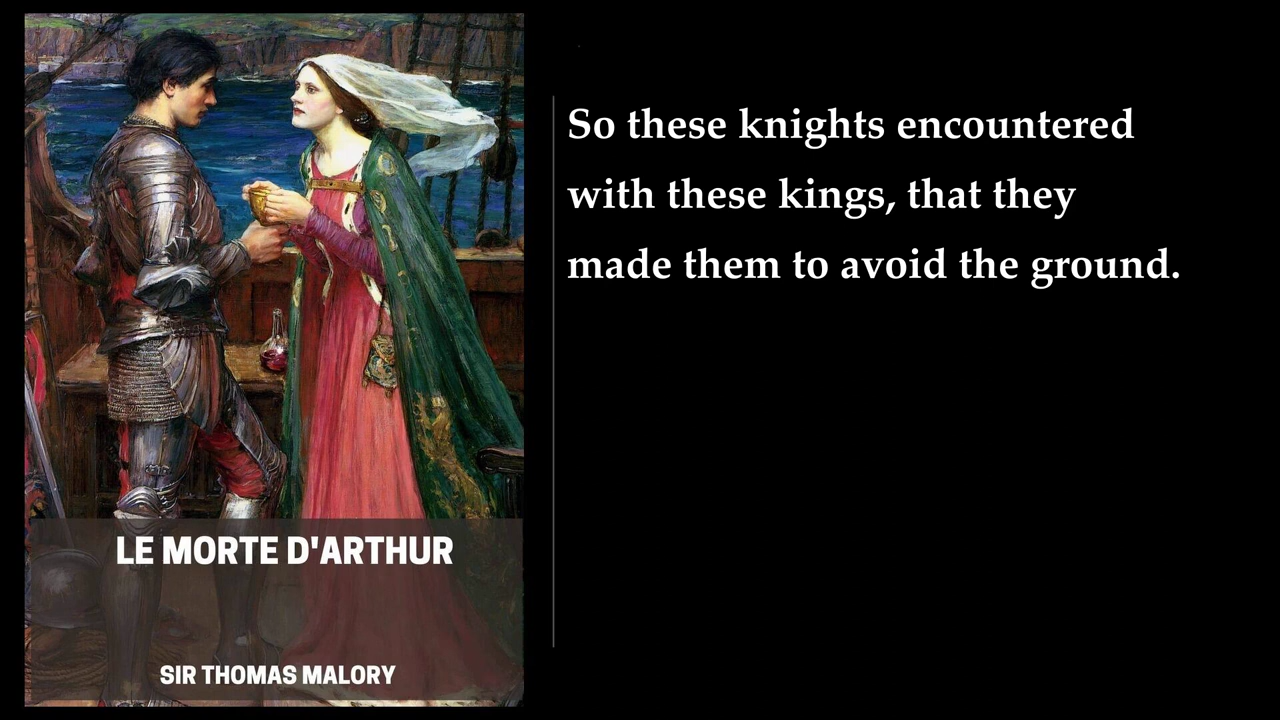 So these knights encountered
with these kings, that they
made them to avoid the ground.
LE MORTE D'ARTHUR
SIR THOMAS MALORY